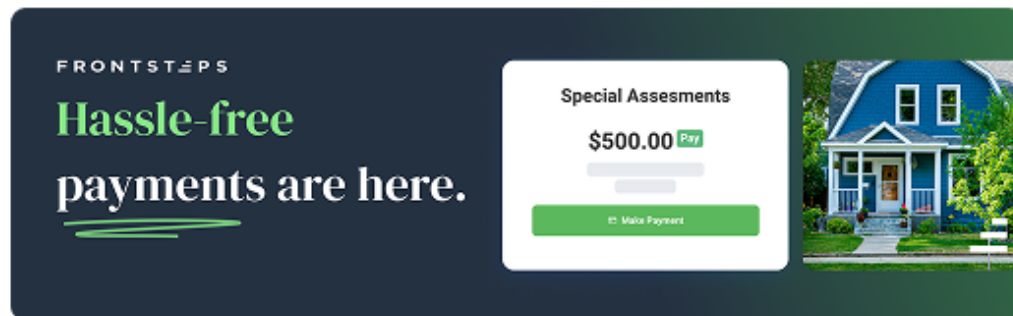 FRONTSTEPS
Hassle-free
payments are here.
Special Assesments
$500.00 Pay
Make Payment